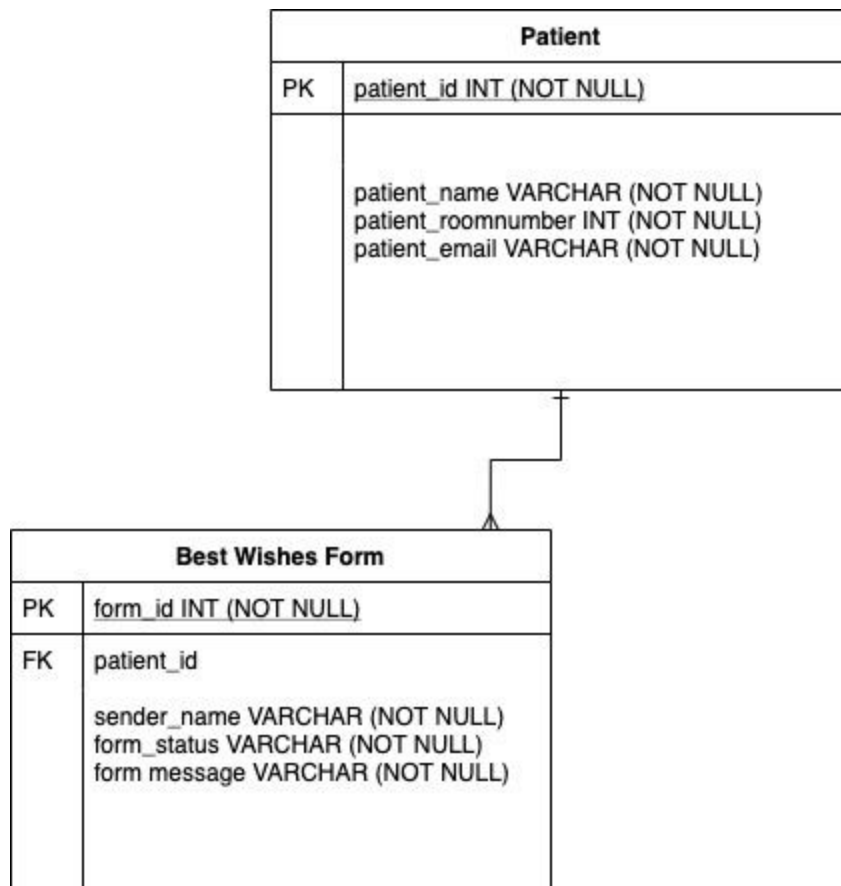 Patient
PK patient_id INT (NOT NULL)
patient_name VARCHAR (NOT NULL)
patient_roomnumber INT (NOT NULL)
patient_email VARCHAR (NOT NULL)
Best Wishes Form
PK form_id INT (NOT NULL)
FK patient_id
sender_name VARCHAR (NOT NULL)
form_status VARCHAR (NOT NULL)
form message VARCHAR (NOT NULL)